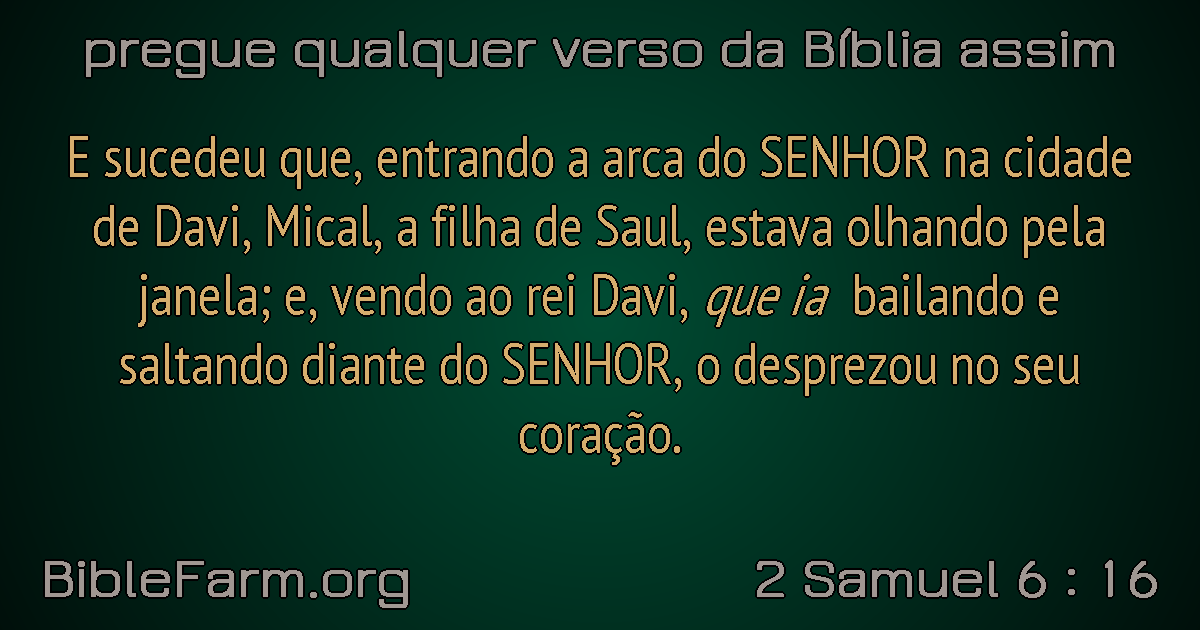 pregue qualquer verso da Bíblia assim
E sucedeu que, entrando a arca do SENHOR na cidade
de Davi, Mical, a filha de Saul, estava olhando pela
janela; e, vendo ao rei Davi, que ia bailando e
saltando diante do SENHOR, o desprezou no seu
coração.
BibleFarm.org
2 Samuel 6 : 16